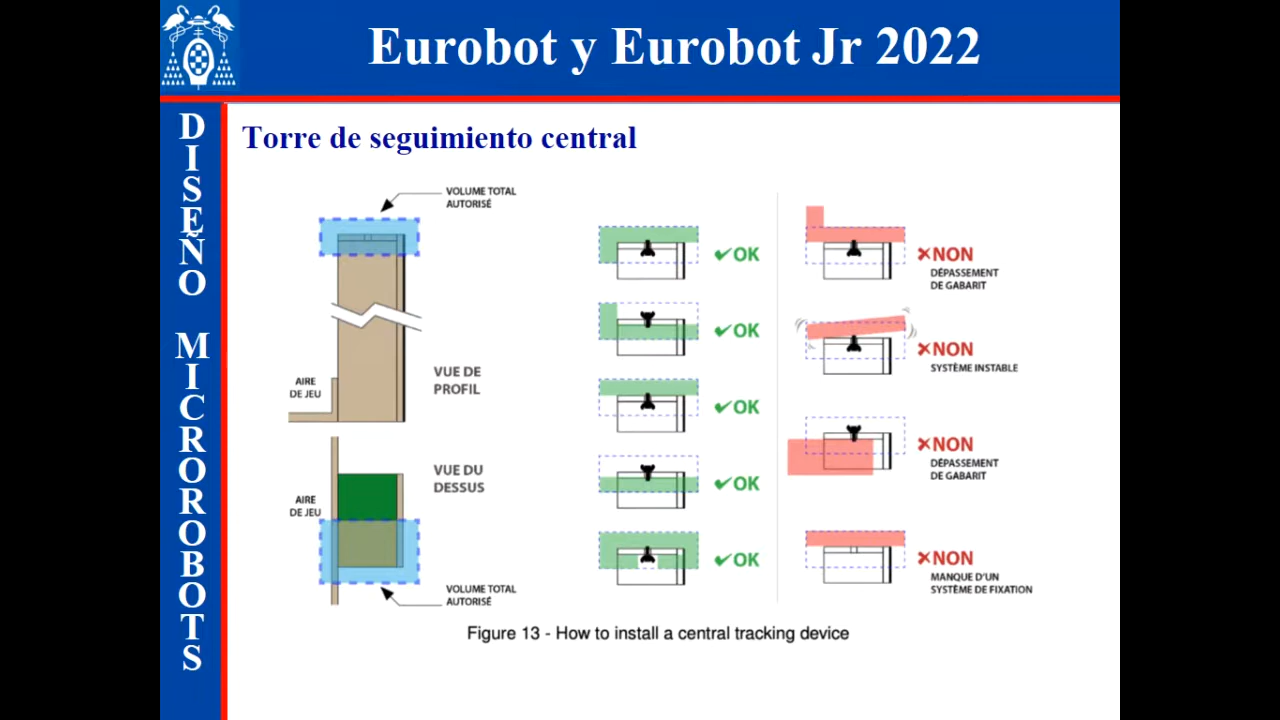 Eurobot y Eurobot Jr 2022
DISEÑO MICROROBOTS
Torre de seguimiento central
VOLUME TOTAL
AUTORISÉ
AIRE
DE JEU
VUE DE
PROFIL
VUE DU
DESSUS
AIRE
DE JEU
VOLUME TOTAL
AUTORISÉ
✔OK
✔OK
✔OK
✔OK
✔OK
✘NON
DÉPASSEMENT
DE GABARIT
✘NON
SYSTÈME INSTABLE
✘NON
DÉPASSEMENT
DE GABARIT
✘NON
MANQUE D'UN
SYSTÈME DE FIXATION
Figure 13 - How to install a central tracking device